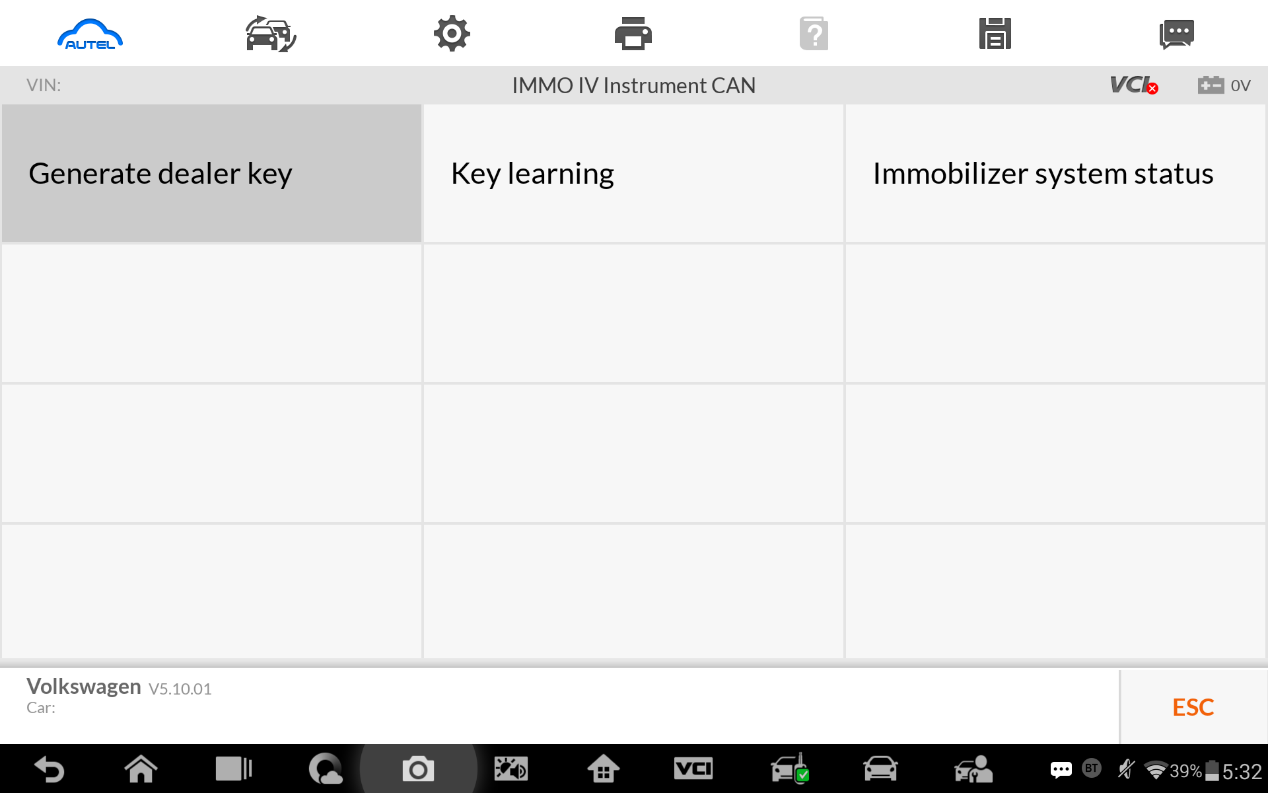 AUTEL
VIN:
IMMO IV Instrument CAN
VCI
0V
Generate dealer key
Key learning
Immobilizer system status
Volkswagen V5.10.01
Car:
ESC
VCI
BT
39%
5:32